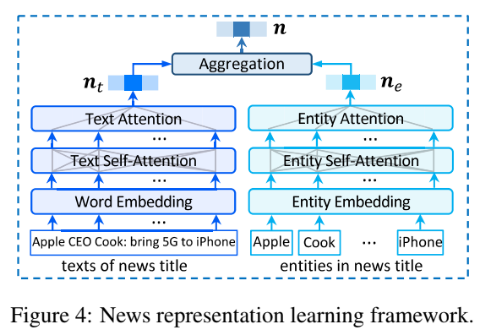 n
Aggregation
n_t
n_e
Text Attention
Entity Attention
...
...
Text Self-Attention
Entity Self-Attention
...
...
Word Embedding
Entity Embedding
...
Apple CEO Cook: bring 5G to iPhone
Apple
Cook
...
iPhone
texts of news title
entities in news title
Figure 4: News representation learning framework.